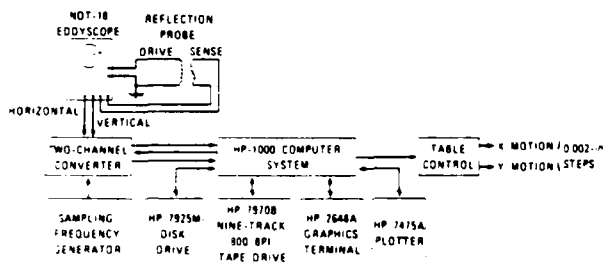 NDT-18
EDDYSCOPE
REFLECTION
PROBE
DRIVE SENSE
HORIZONTAL
VERTICAL
TWO-CHANNEL
CONVERTER
HP-1000 COMPUTER
SYSTEM
TABLE
CONTROL
X MOTION
Y MOTION
0.002-in
STEPS
SAMPLING
FREQUENCY
GENERATOR
HP 7925M
DISK
DRIVE
HP 7970B
NINE-TRACK
800 BPI
TAPE DRIVE
HP 2648A
GRAPHICS
TERMINAL
HP 7475A
PLOTTER